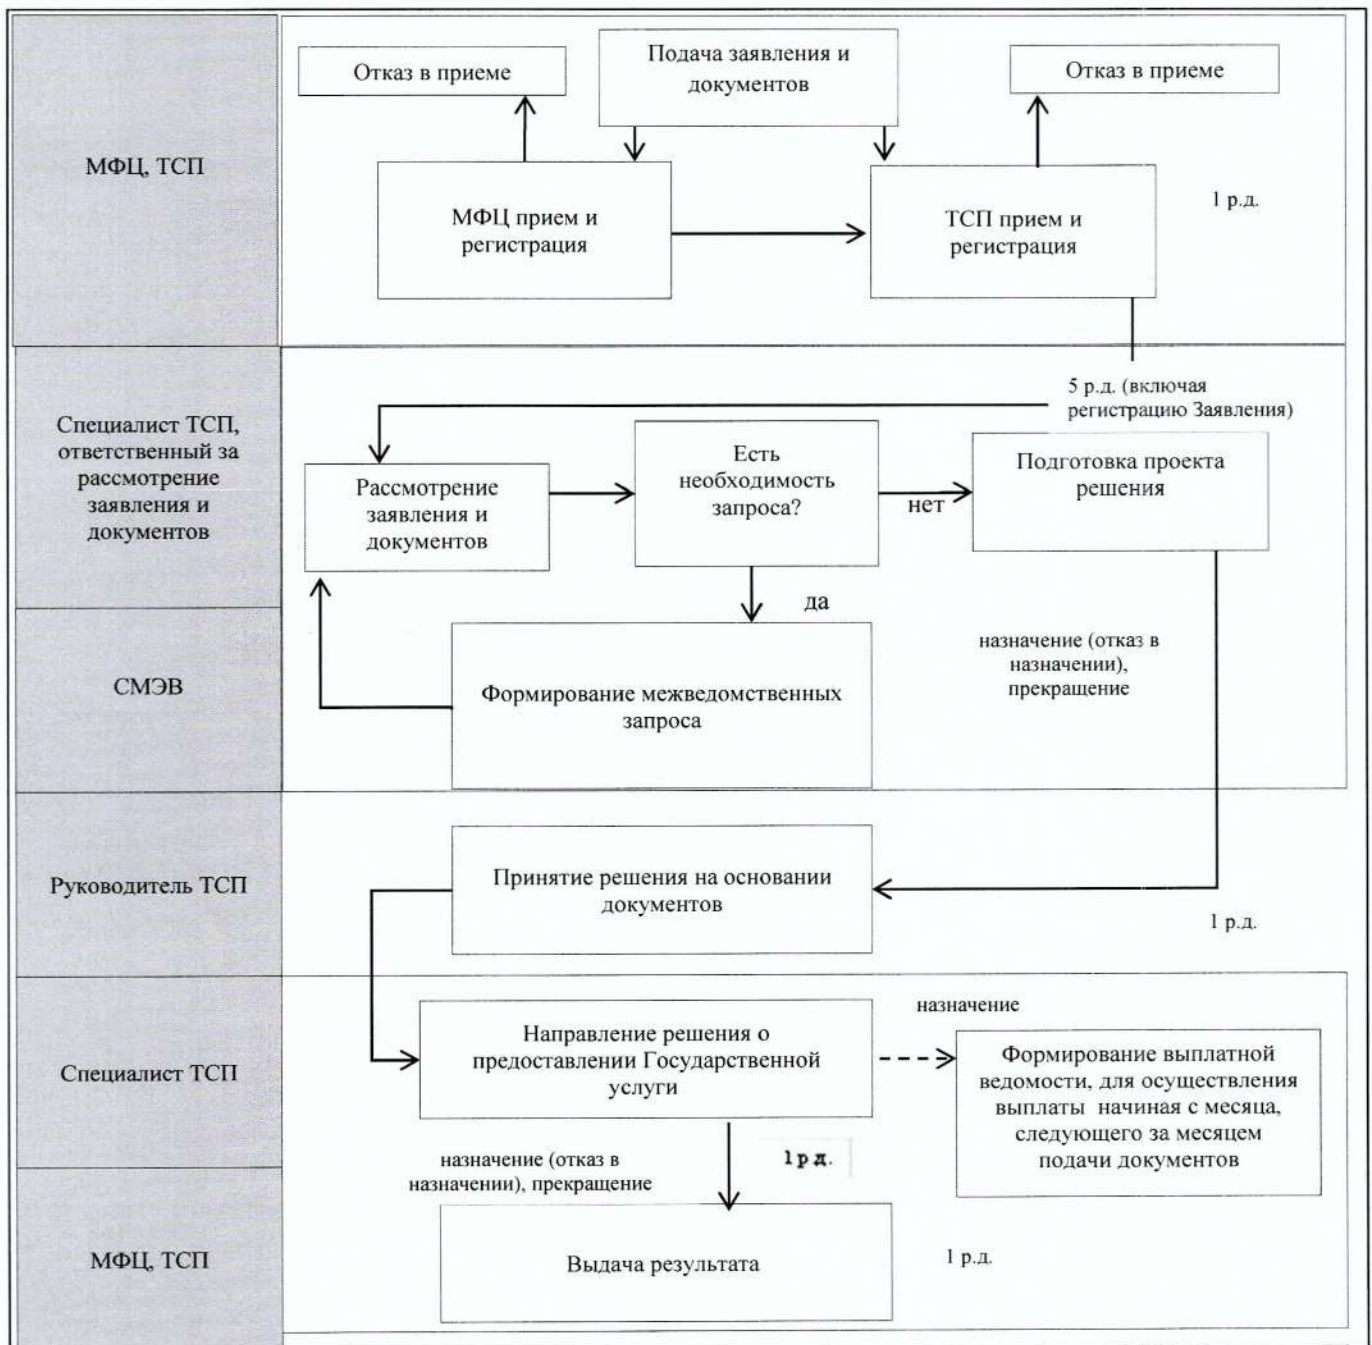 МФЦ, ТСП
Отказ в приеме
Подача заявления и
документов
Отказ в приеме
МФЦ прием и
регистрация
ТСП прием и
регистрация
1 р.д.
Специалист ТСП,
ответственный за
рассмотрение
заявления и
документов
5 р.д. (включая
регистрацию Заявления)
Рассмотрение
заявления и
документов
Есть
необходимость
запроса?
нет
Подготовка проекта
решения
да
СМЭВ
Формирование межведомственных
запроса
назначение (отказ в
назначении),
прекращение
Руководитель ТСП
Принятие решения на основании
документов
1 р.д.
Специалист ТСП
Направление решения о
предоставлении Государственной
услуги
назначение
Формирование выплатной
ведомости, для осуществления
выплаты начиная с месяца,
следующего за месяцем
подачи документов
назначение (отказ в
назначении), прекращение
1р д.
МФЦ, ТСП
Выдача результата
1 р.д.